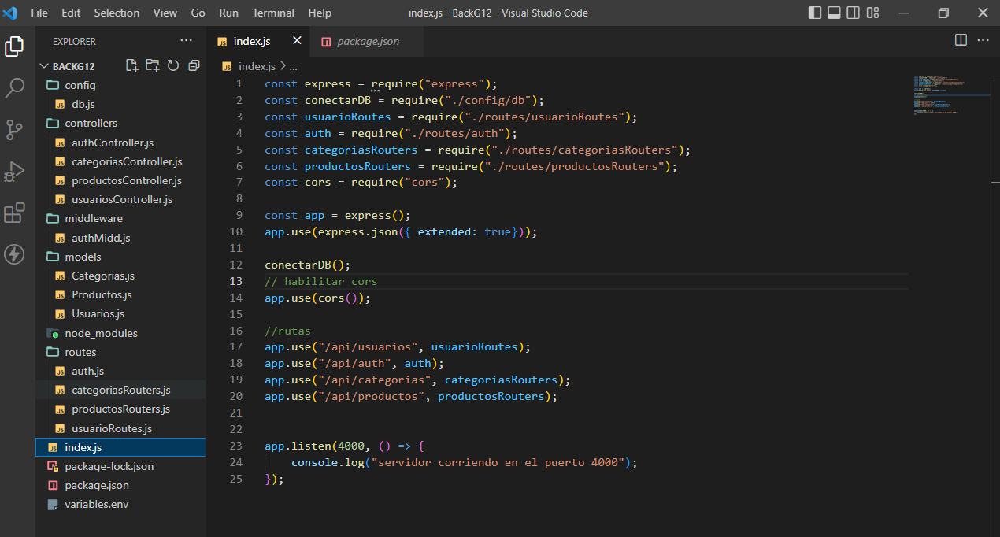 File Edit Selection View Go Run Terminal Help index.js - BackG12 - Visual Studio Code
EXPLORER ...
BACKG12
config
db.js
controllers
authController.js
categoriasController.js
productosController.js
usuariosController.js
middleware
authMidd.js
models
Categorias.js
Productos.js
Usuarios.js
node_modules
routes
auth.js
categoriasRouters.js
productosRouters.js
usuarioRoutes.js
index.js
package-lock.json
package.json
variables.env
JS index.js package.json
JS index.js > ...
1 const express = require("express");
2 const conectarDB = require("./config/db");
3 const usuarioRoutes = require("./routes/usuarioRoutes");
4 const auth = require("./routes/auth");
5 const categoriasRouters = require("./routes/categoriasRouters");
6 const productosRouters = require("./routes/productosRouters");
7 const cors = require("cors");
8
9 const app = express();
10 app.use(express.json({ extended: true}));
11
12 conectarDB();
13 // habilitar cors
14 app.use(cors());
15
16 //rutas
17 app.use("/api/usuarios", usuarioRoutes);
18 app.use("/api/auth", auth);
19 app.use("/api/categorias", categoriasRouters);
20 app.use("/api/productos", productosRouters);
21
22
23 app.listen(4000, () => {
24 console.log("servidor corriendo en el puerto 4000");
25 });